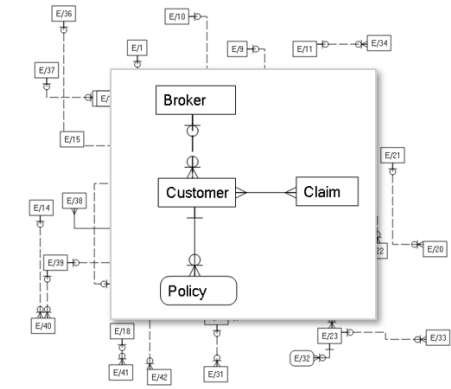 E/36
E/10
E/1
E/9
E/11
E/34
E/37
Broker
E/15
E/21
Customer
Claim
E/38
E/14
E/20
E/39
Policy
E/40
E/18
E/23
E/33
E/32
E/41
E/42
E/31